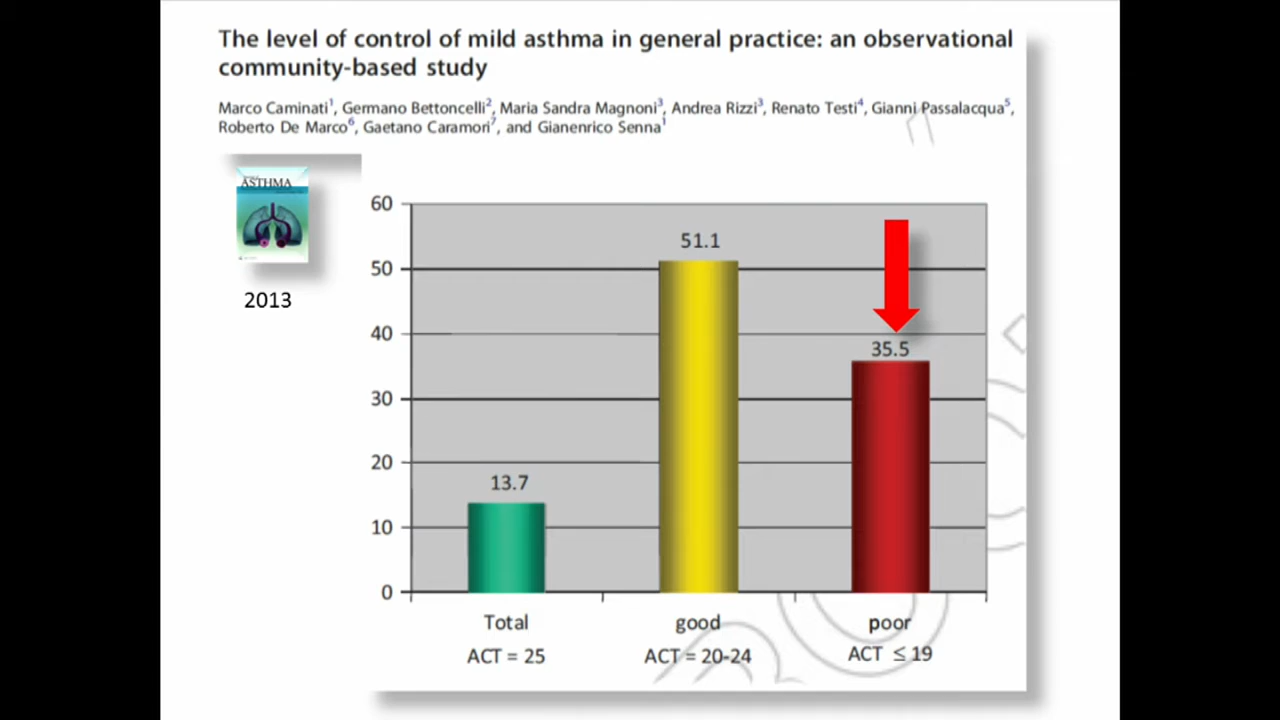 The level of control of mild asthma in general practice: an observational
community-based study
Marco Caminati1, Germano Bettoncelli2, Maria Sandra Magnoni3, Andrea Rizzi3, Renato Testi4, Gianni Passalacqua5,
Roberto De Marco6, Gaetano Caramori7, and Gianenrico Senna1
ASTHMA
2013
60
50
40
30
20
10
0
13.7
51.1
35.5
Total
good
poor
ACT = 25
ACT = 20-24
ACT ≤ 19